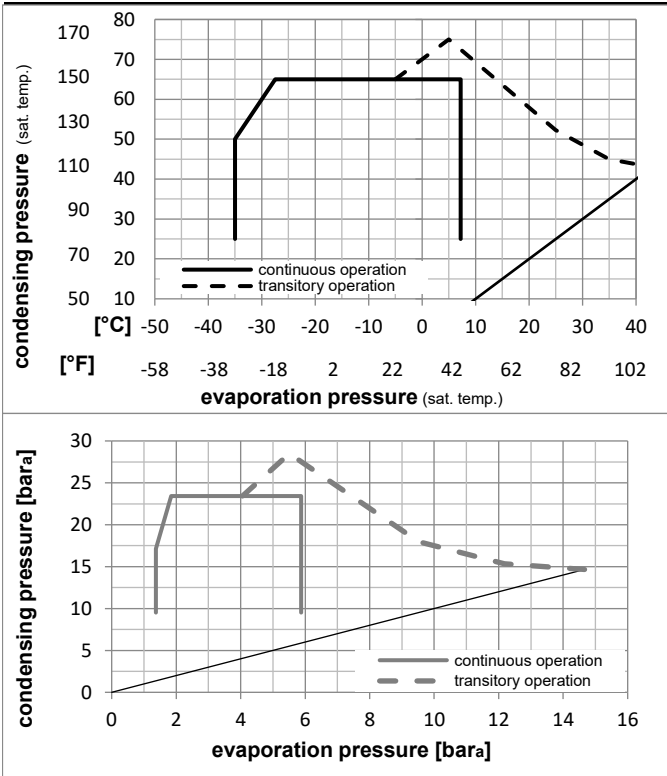 170 80
150 70
60
130 50
110 40
90 30
70 20
50 10
condensing pressure (sat. temp.)
continuous operation
transitory operation
[°C] -50 -40 -30 -20 -10 0 10 20 30 40
[°F] -58 -38 -18 2 22 42 62 82 102
evaporation pressure (sat. temp.)
30
25
20
15
10
5
0
condensing pressure [bara]
continuous operation
transitory operation
0 2 4 6 8 10 12 14 16
evaporation pressure [bara]